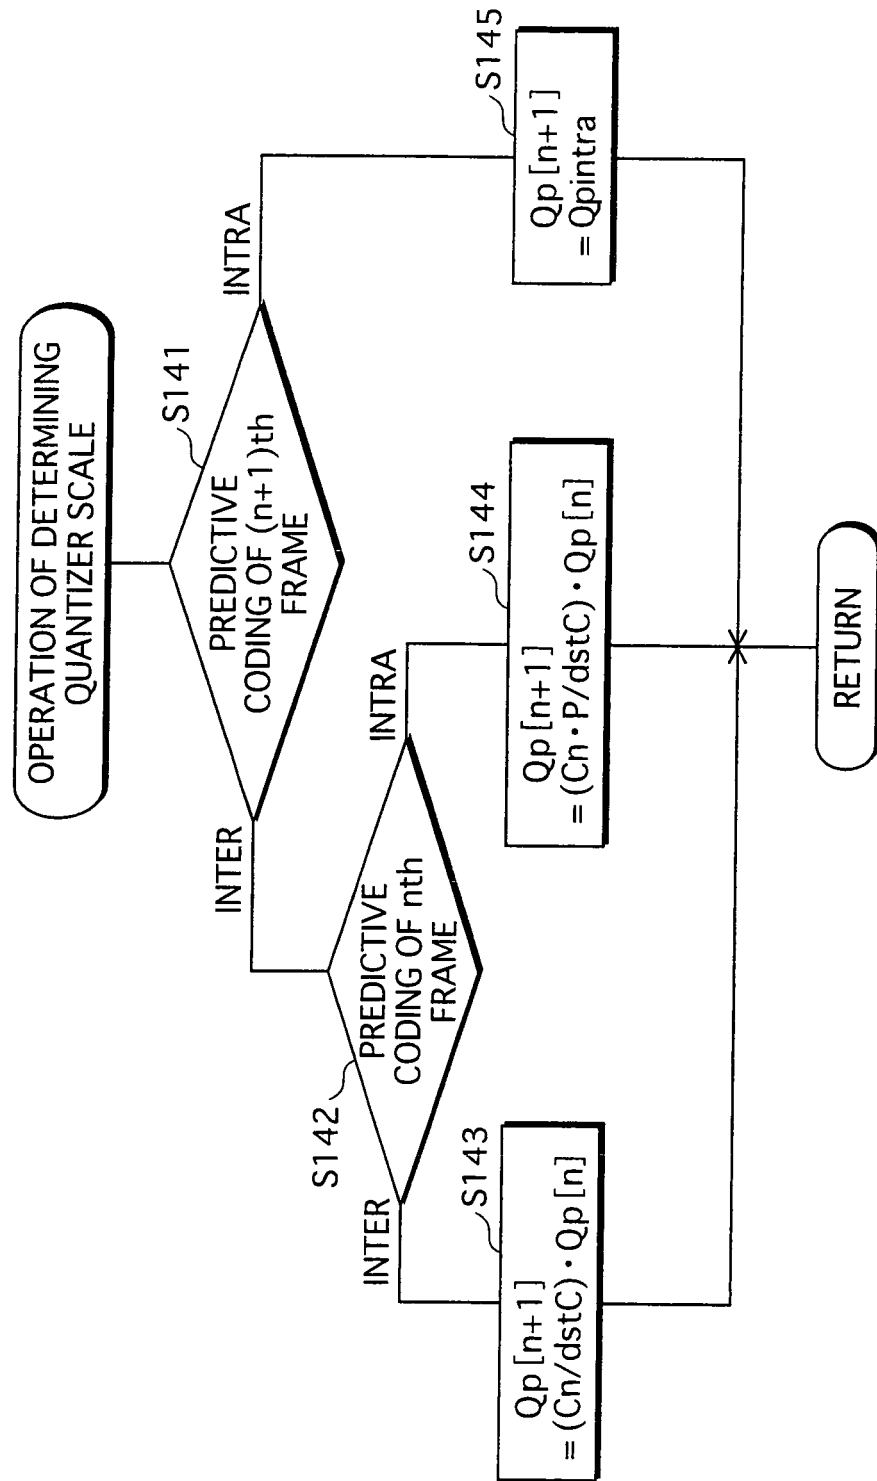 OPERATION OF DETERMINING
QUANTIZER SCALE
S141
PREDICTIVE
CODING OF (n+1)th
FRAME
INTER
INTRA
S142
PREDICTIVE
CODING OF nth
FRAME
INTER
INTRA
S143
Qp[n+1]
=(Cn/dstC)·Qp[n]
S144
Qp[n+1]
=(Cn·P/dstC)·Qp[n]
S145
Qp[n+1]
=Qpintra
RETURN